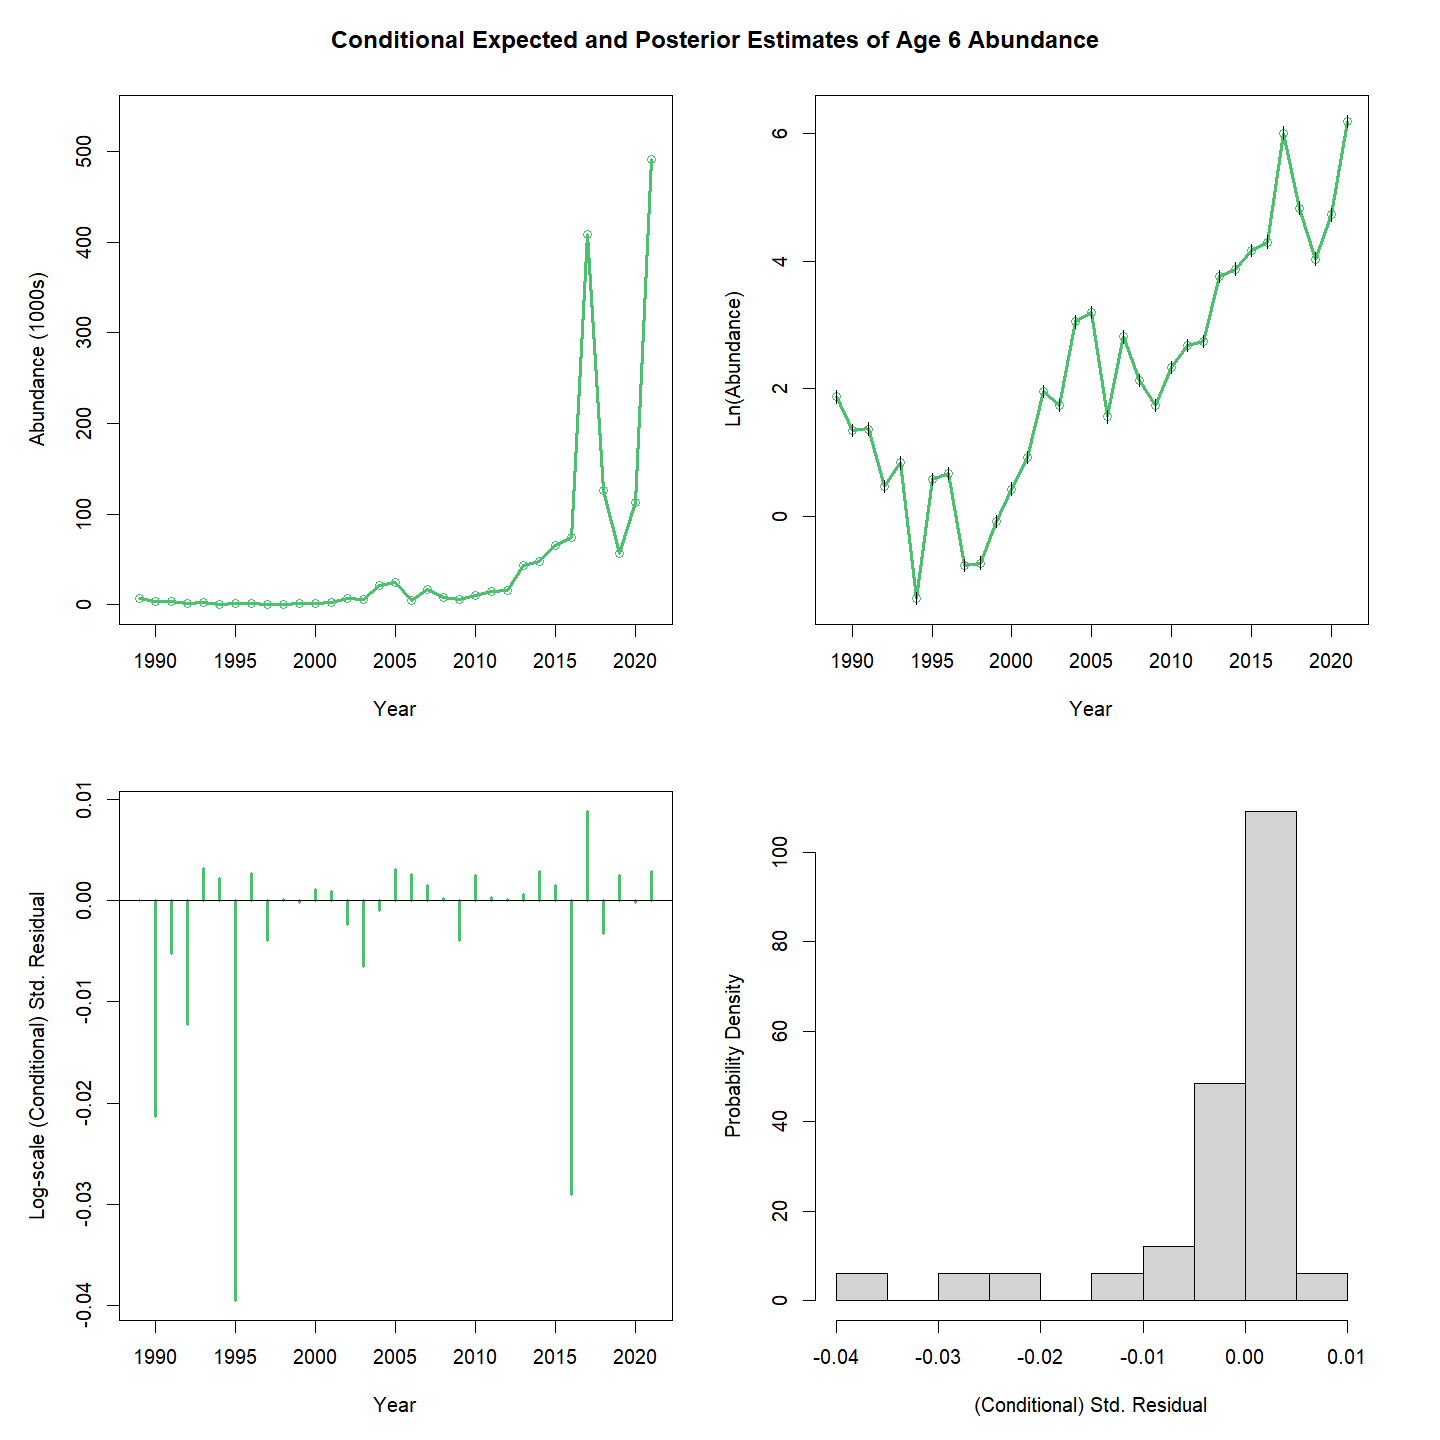 Conditional Expected and Posterior Estimates of Age 6 Abundance
Abundance (1000s)
500
400
300
200
100
0
1990 1995 2000 2005 2010 2015 2020
Year
Ln(Abundance)
6
4
2
0
1990 1995 2000 2005 2010 2015 2020
Year
Log-scale (Conditional) Std. Residual
0.01
0.00
-0.01
-0.02
-0.03
-0.04
1990 1995 2000 2005 2010 2015 2020
Year
Probability Density
100
80
60
40
20
0
-0.04 -0.03 -0.02 -0.01 0.00 0.01
(Conditional) Std. Residual